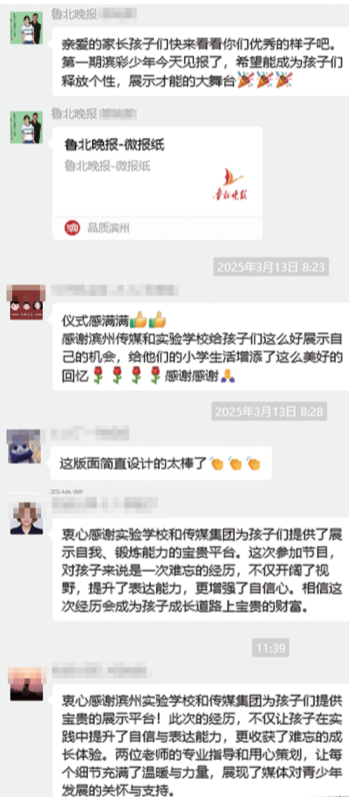 鲁北晚报
亲爱的家长孩子们快来看看你们优秀的样子吧。
第一期滨彩少年今天见报了，希望能成为孩子们
释放个性，展示才能的大舞台🎉🎉🎉
鲁北晚报
鲁北晚报-微报纸
鲁北晚报-微报纸
鲁北晚报
品质滨州
2025年3月13日 8:23
仪式感满满👍👍
感谢滨州传媒和实验学校给孩子们这么好展示自
己的机会，给他们的小学生活增添了这么美好的
回忆🌹🌹🌹🌹感谢感谢🙏
2025年3月13日 8:28
这版面简直设计的太棒了👏👏👏
衷心感谢实验学校和传媒集团为孩子们提供了展
示自我、锻炼能力的宝贵平台。这次参加节目，
对孩子来说是一次难忘的经历，不仅开阔了视
野，提升了表达能力，更增强了自信心。相信这
次经历会成为孩子成长道路上宝贵的财富。
11:39
衷心感谢滨州实验学校和传媒集团为孩子们提供
宝贵的展示平台！此次的经历，不仅让孩子在实
践中提升了自信与表达能力，更收获了难忘的成
长体验。两位老师的专业指导和用心策划，让每
个细节充满了温暖与力量，展现了媒体对青少年
发展的关怀与支持。